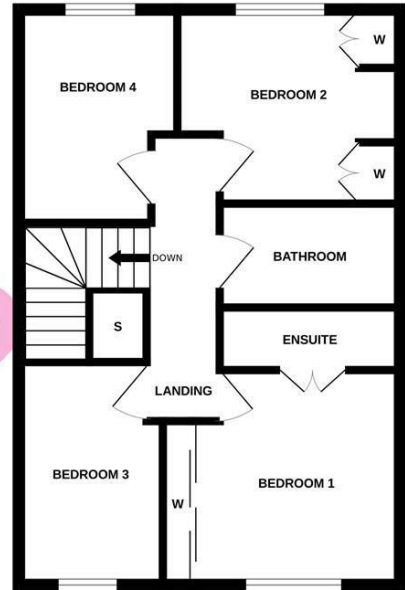 W
BEDROOM 4
BEDROOM 2
W
DOWN
BATHROOM
S
ENSUITE
LANDING
BEDROOM 3
BEDROOM 1
W